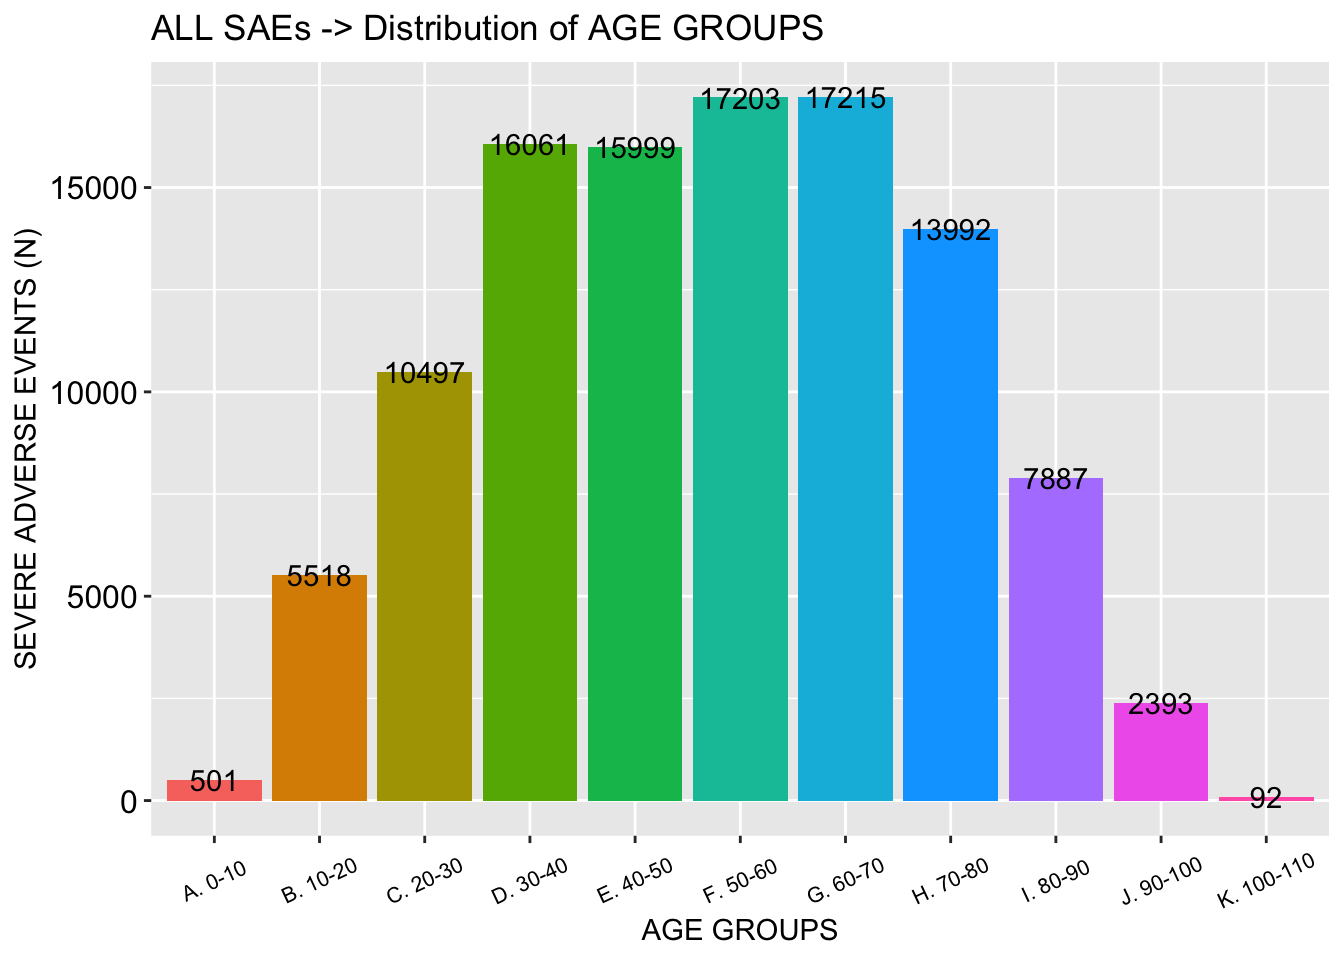 ALL SAEs -> Distribution of AGE GROUPS
SEVERE ADVERSE EVENTS (N)
15000
10000
5000
0
501
5518
10497
16061
15999
17203
17215
13992
7887
2393
92
A. 0-10
B. 10-20
C. 20-30
D. 30-40
E. 40-50
F. 50-60
G. 60-70
H. 70-80
I. 80-90
J. 90-100
K. 100-110
AGE GROUPS